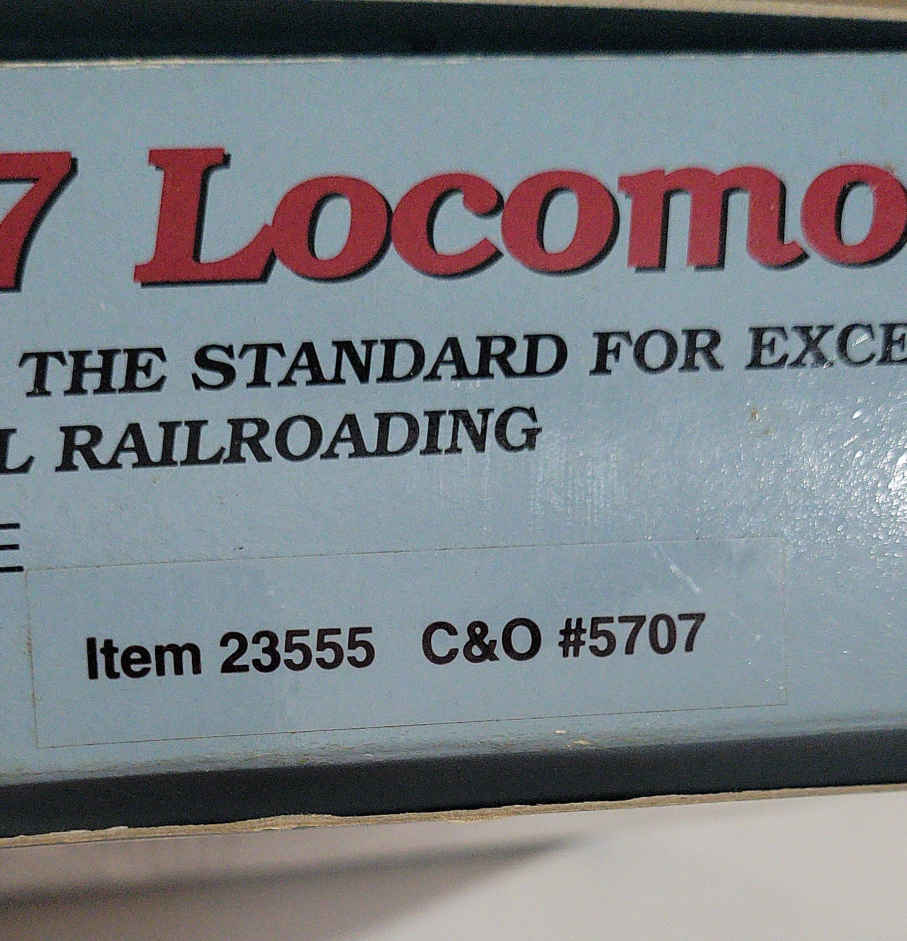 7 Locomo
THE STANDARD FOR EXCE
L RAILROADING
E
Item 23555 C&O #5707